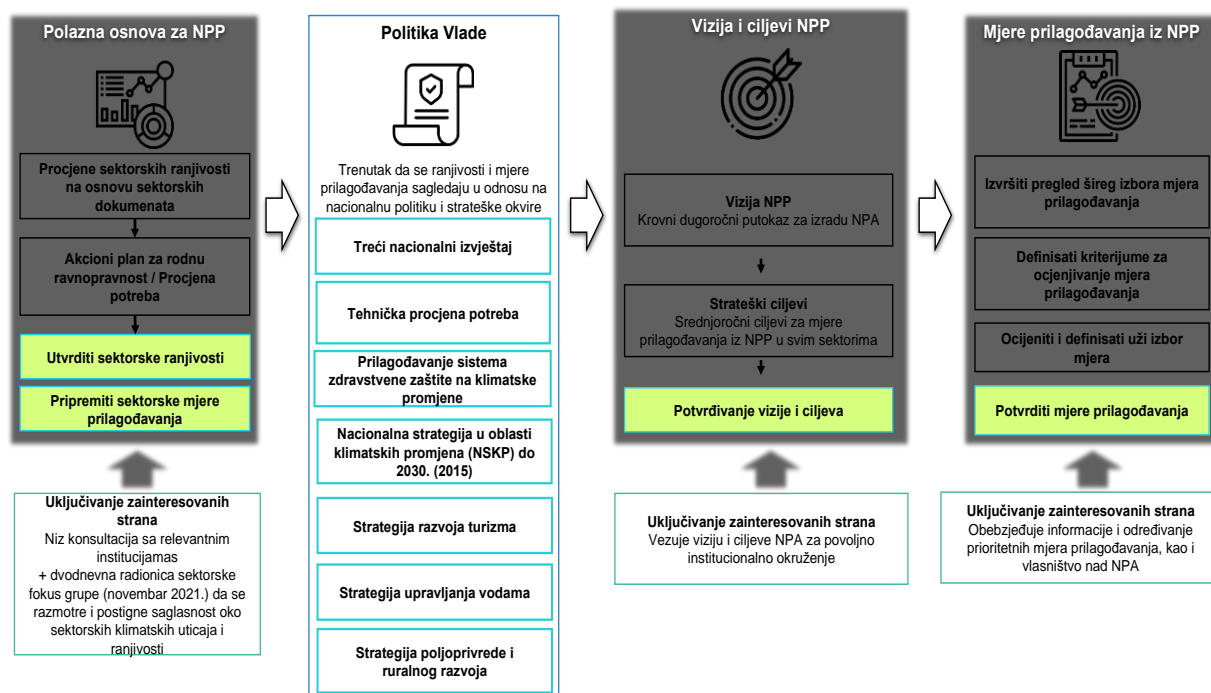 Polazna osnova za NPP
Procjene sektorskih ranjivosti
na osnovu sektorskih
dokumenata
Akcioni plan za rodnu
ravnopravnost / Procjena
potreba
Utvrditi sektorske ranjivosti
Pripremiti sektorske mjere
prilagođavanja
Uključivanje zainteresovanih
strana
Niz konsultacija sa relevantnim
institucijamas
+ dvodnevna radionica sektorske
fokus grupe (novembar 2021.) da se
razmotre i postigne saglasnost oko
sektorskih klimatskih uticaja i
ranjivosti
Politika Vlade
Trenutak da se ranjivosti i mjere
prilagođavanja sagledaju u odnosu na
nacionalnu politiku i strateške okvire
Treći nacionalni izvještaj
Tehnička procjena potreba
Prilagođavanje sistema
zdravstvene zaštite na klimatske
promjene
Nacionalna strategija u oblasti
klimatskih promjena (NSKP) do
2030. (2015)
Strategija razvoja turizma
Strategija upravljanja vodama
Strategija poljoprivrede i
ruralnog razvoja
Vizija i ciljevi NPP
Vizija NPP
Krovni dugoročni putokaz za izradu NPA
Strateški ciljevi
Srednjoročni ciljevi za mjere
prilagođavanja iz NPP u svim sektorima
Potvrđivanje vizije i ciljeva
Uključivanje zainteresovanih strana
Vezuje viziju i ciljeve NPA za povoljno
institucionalno okruženje
Mjere prilagođavanja iz NPP
Izvršiti pregled šireg izbora mjera
prilagođavanja
Definisati kriterijume za
ocjenjivanje mjera
prilagođavanja
Ocijeniti i definisati uži izbor
mjera
Potvrditi mjere prilagođavanja
Uključivanje zainteresovanih strana
Obebzjeđuje informacije i određivanje
prioritetnih mjera prilagođavanja, kao i
vlasništvo nad NPA